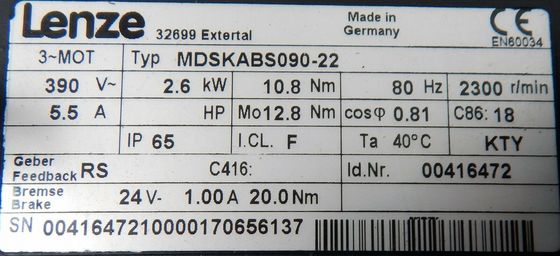 Lenze 32699 Extertal Made in Germany CE EN60034
3~MOT Typ MDSKABS090-22
390 V~ 2.6 kW 10.8 Nm 80 Hz 2300 r/min
5.5 A HP Mo12.8 Nm cosφ 0.81 C86: 18
IP 65 I.CL. F Ta 40°C KTY
Geber Feedback RS C416: Id.Nr. 00416472
Bremse Brake 24 V- 1.00 A 20.0 Nm
SN 0041647210000170656137